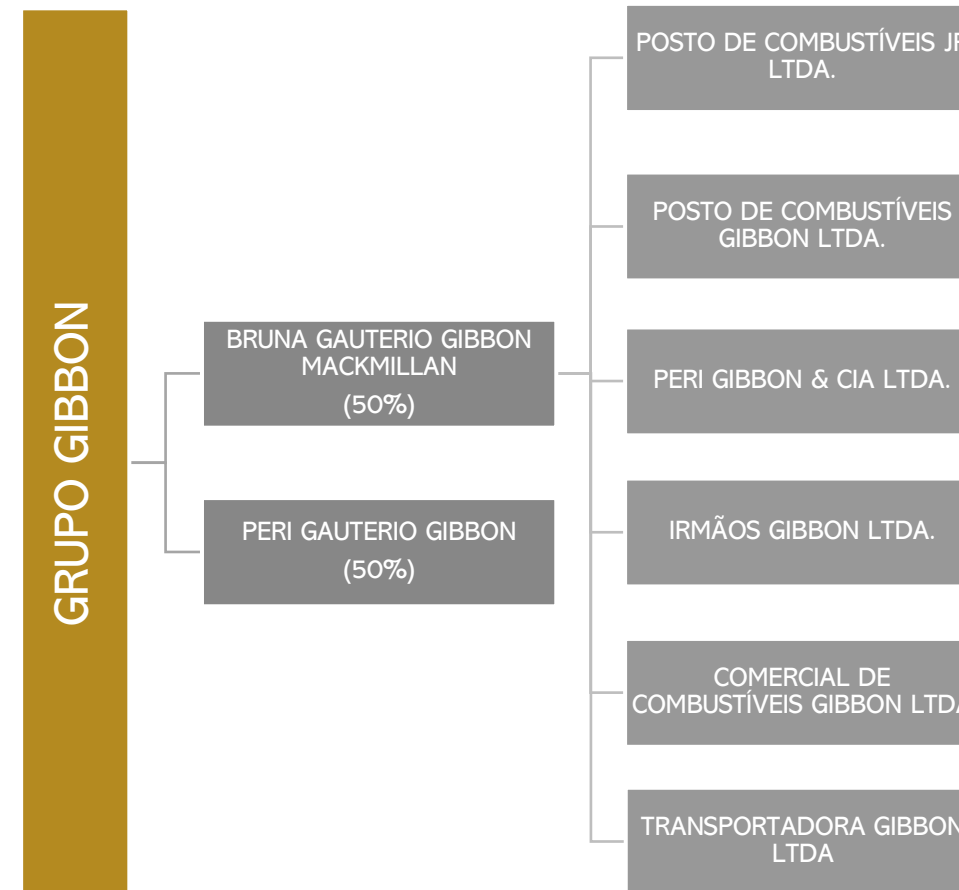 GRUPO GIBBON
BRUNA GAUTERIO GIBBON
MACKMILLAN
(50%)
PERI GAUTERIO GIBBON
(50%)
POSTO DE COMBUSTÍVEIS
LTDA.
POSTO DE COMBUSTÍVEIS
GIBBON LTDA.
PERI GIBBON & CIA LTDA.
IRMÃOS GIBBON LTDA.
COMERCIAL DE
COMBUSTÍVEIS GIBBON LTDA
TRANSPORTADORA GIBBON
LTDA